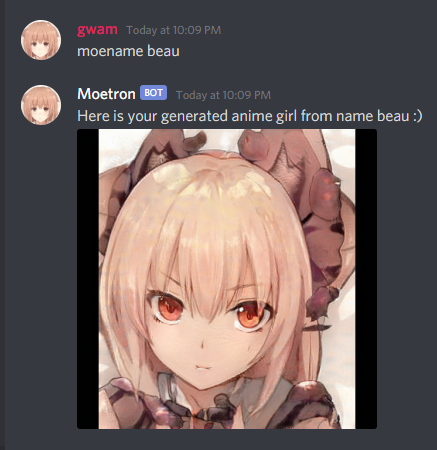 gwam Today at 10:09 PM
moename beau
Moetron BOT Today at 10:09 PM
Here is your generated anime girl from name beau :)